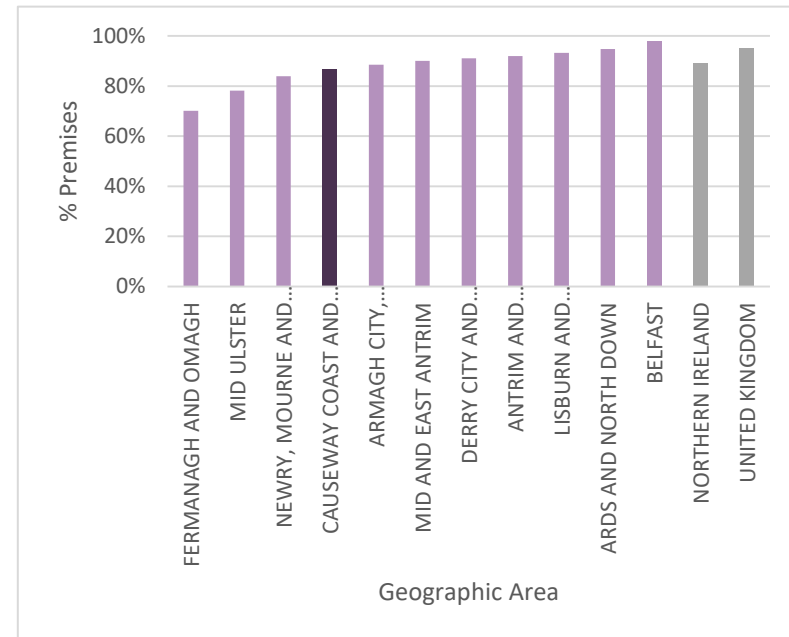 100%
80%
60%
40%
20%
0%
% Premises
FERMANAGH AND OMAGH
MID ULSTER
NEWRY, MOURNE AND…
CAUSEWAY COAST AND…
ARMAGH CITY,…
MID AND EAST ANTRIM
DERRY CITY AND…
ANTRIM AND…
LISBURN AND…
ARDS AND NORTH DOWN
BELFAST
NORTHERN IRELAND
UNITED KINGDOM
Geographic Area